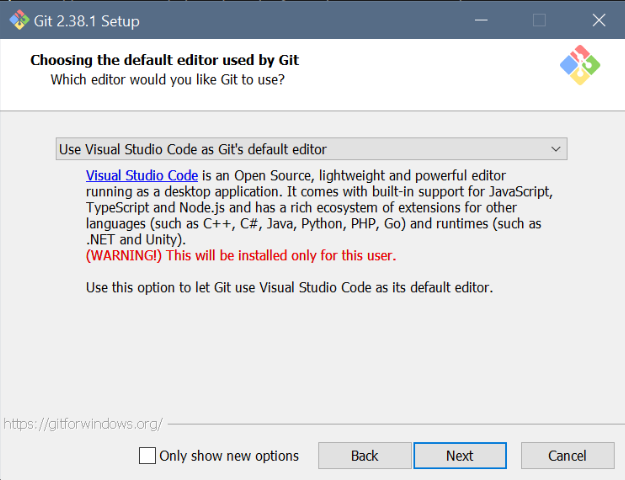 Git 2.38.1 Setup
Choosing the default editor used by Git
Which editor would you like Git to use?
Use Visual Studio Code as Git's default editor
Visual Studio Code is an Open Source, lightweight and powerful editor
running as a desktop application. It comes with built-in support for JavaScript,
TypeScript and Node.js and has a rich ecosystem of extensions for other
languages (such as C++, C#, Java, Python, PHP, Go) and runtimes (such as
.NET and Unity).
(WARNING!) This will be installed only for this user.
Use this option to let Git use Visual Studio Code as its default editor.
https://gitforwindows.org/
Only show new options
Back
Next
Cancel